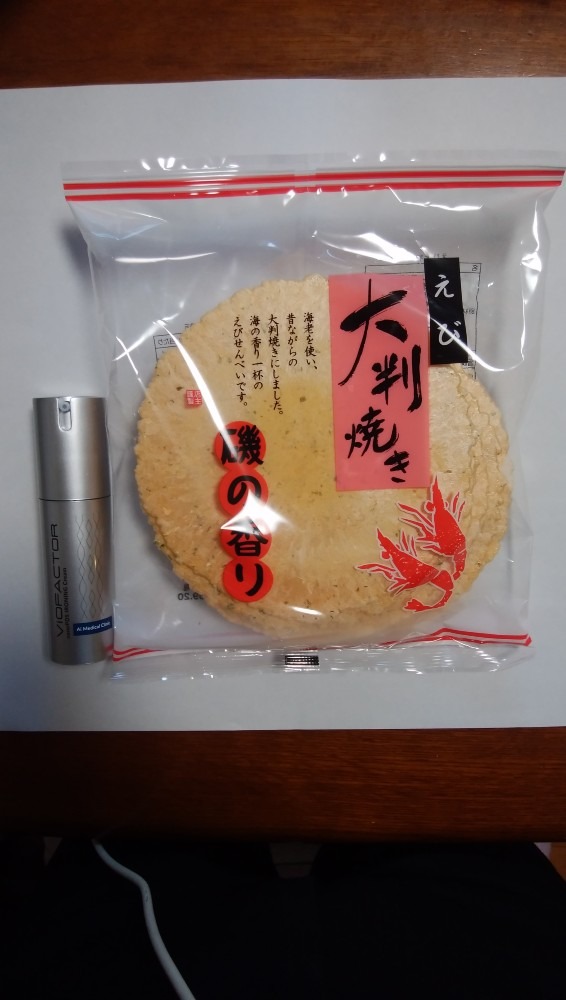 えび
大判焼き
海老を使い、
昔ながらの
大判焼きにしました。
海の香り一杯の
えびせんべいです。
磯の香り
VIOFACTOR
Cream
AC Medical Clinic